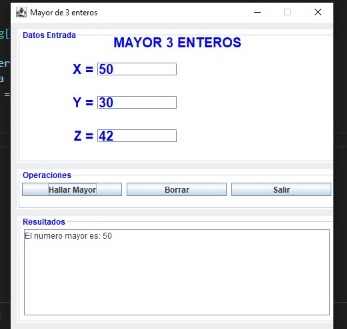 Mayor de 3 enteros
Datos Entrada
MAYOR 3 ENTEROS
X = 50
Y = 30
Z = 42
Operaciones
Hallar Mayor Borrar Salir
Resultados
El numero mayor es: 50